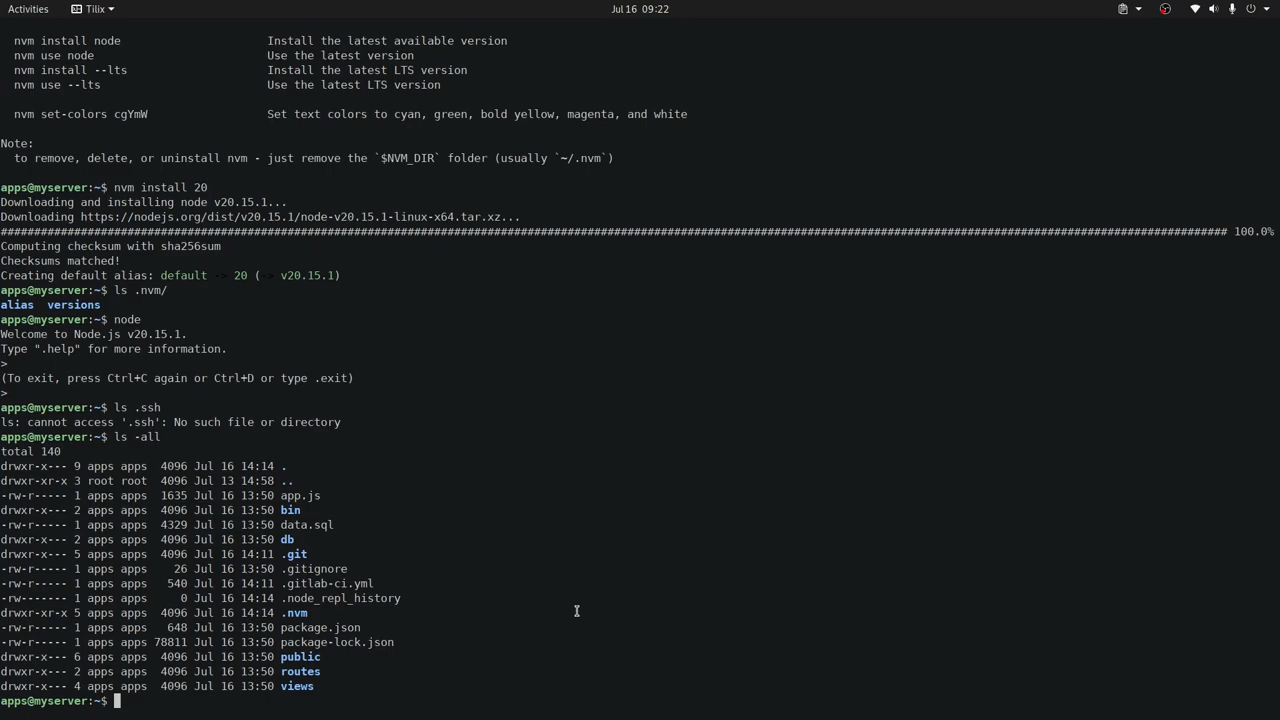 Activities Tilix Jul 16 09:22
nvm install node Install the latest available version
nvm use node Use the latest version
nvm install --lts Install the latest LTS version
nvm use --lts Use the latest LTS version
nvm set-colors cgYmW Set text colors to cyan, green, bold yellow, magenta, and white
Note:
to remove, delete, or uninstall nvm - just remove the `$NVM_DIR` folder (usually `~/.nvm`)
apps@myserver:~$ nvm install 20
Downloading and installing node v20.15.1...
Downloading https://nodejs.org/dist/v20.15.1/node-v20.15.1-linux-x64.tar.xz...
######################################################################################################################################################################################## 100.0%
Computing checksum with sha256sum
Checksums matched!
Creating default alias: default -> 20 (-> v20.15.1)
apps@myserver:~$ ls .nvm/
alias versions
apps@myserver:~$ node
Welcome to Node.js v20.15.1.
Type ".help" for more information.
>
(To exit, press Ctrl+C again or Ctrl+D or type .exit)
>
apps@myserver:~$ ls .ssh
ls: cannot access '.ssh': No such file or directory
apps@myserver:~$ ls -all
total 140
drwxr-x--- 9 apps apps 4096 Jul 16 14:14 .
drwxr-xr-x 3 root root 4096 Jul 13 14:58 ..
-rw-r----- 1 apps apps 1635 Jul 16 13:50 app.js
drwxr-x--- 2 apps apps 4096 Jul 16 13:50 bin
-rw-r----- 1 apps apps 4329 Jul 16 13:50 data.sql
drwxr-x--- 2 apps apps 4096 Jul 16 13:50 db
drwxr-x--- 5 apps apps 4096 Jul 16 14:11 .git
-rw-r----- 1 apps apps 26 Jul 16 13:50 .gitignore
-rw-r----- 1 apps apps 540 Jul 16 14:11 .gitlab-ci.yml
-rw------- 1 apps apps 0 Jul 16 14:14 .node_repl_history
drwxr-xr-x 5 apps apps 4096 Jul 16 14:14 .nvm
-rw-r----- 1 apps apps 648 Jul 16 13:50 package.json
-rw-r----- 1 apps apps 78811 Jul 16 13:50 package-lock.json
drwxr-x--- 6 apps apps 4096 Jul 16 13:50 public
drwxr-x--- 2 apps apps 4096 Jul 16 13:50 routes
drwxr-x--- 4 apps apps 4096 Jul 16 13:50 views
apps@myserver:~$